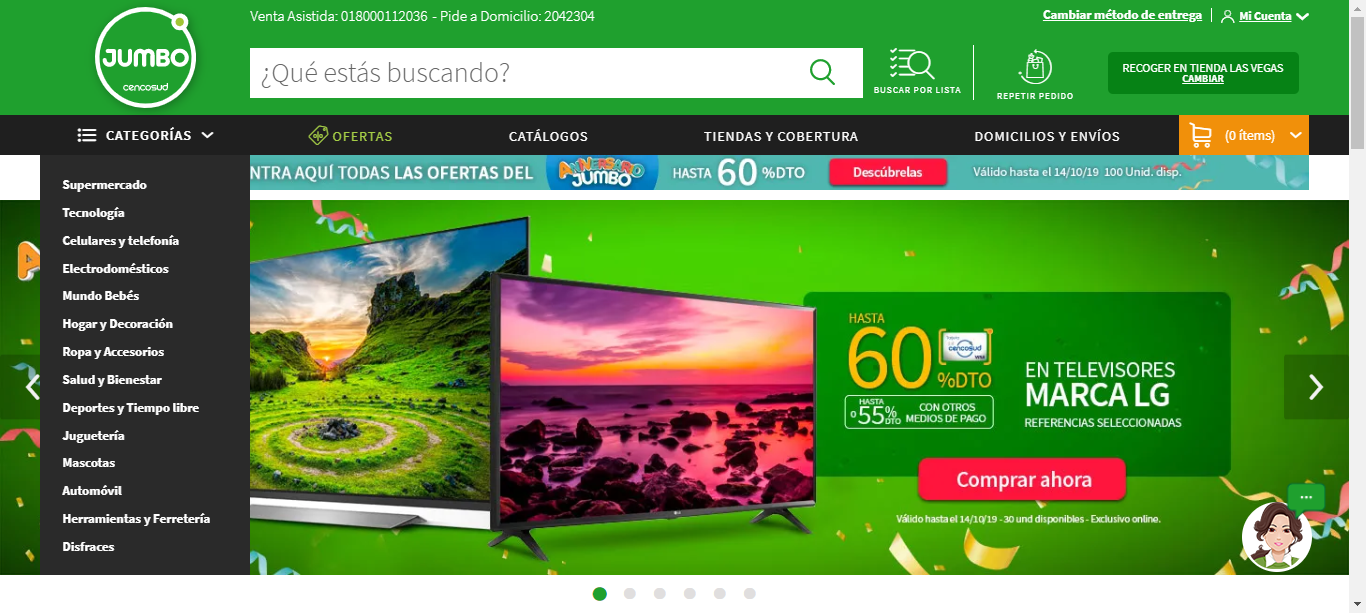 Venta Asistida: 018000112036 - Pide a Domicilio: 2042304
Cambiar método de entrega
Mi Cuenta
JUMBO
cencosud
¿Qué estás buscando?
BUSCAR POR LISTA
REPETIR PEDIDO
RECOGER EN TIENDA LAS VEGAS
CAMBIAR
CATEGORÍAS
OFERTAS
CATÁLOGOS
TIENDAS Y COBERTURA
DOMICILIOS Y ENVÍOS
(0 ítems)
NTRA AQUÍ TODAS LAS OFERTAS DEL
ANIVERSARIO
JUMBO
HASTA 60 %DTO
Descúbrelas
Válido hasta el 14/10/19 100 Unid. disp.
Supermercado
Tecnología
Celulares y telefonía
Electrodomésticos
Mundo Bebés
Hogar y Decoración
Ropa y Accesorios
Salud y Bienestar
Deportes y Tiempo libre
Juguetería
Mascotas
Automóvil
Herramientas y Ferretería
Disfraces
HASTA
60 %DTO
cencosud
EN TELEVISORES
MARCA LG
REFERENCIAS SELECCIONADAS
HASTA
o 55% DTO
CON OTROS
MEDIOS DE PAGO
Comprar ahora
Válido hasta el 14/10/19 - 30 und disponibles - Exclusivo online.
LG